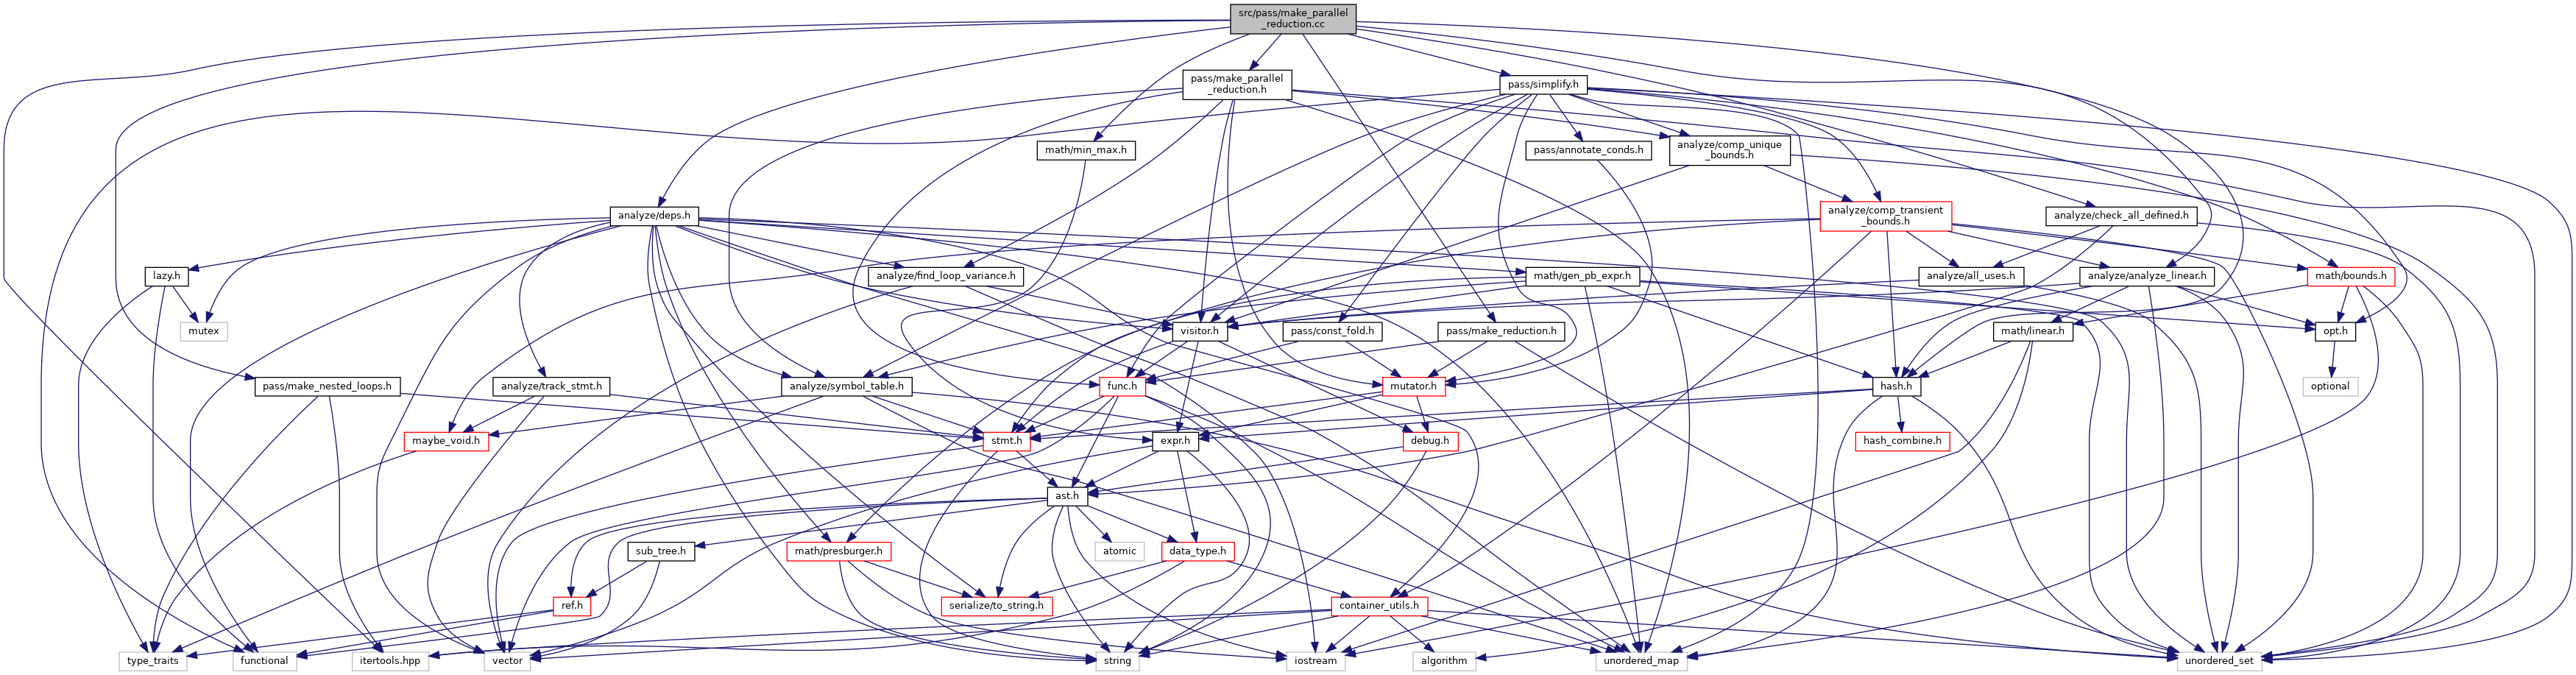 src/pass/make_parallel
_reduction.cc
pass/make_parallel
_reduction.h
pass/simplify.h
math/min_max.h
pass/annotate_conds.h
analyze/comp_unique
_bounds.h
analyze/deps.h
analyze/comp_transient
_bounds.h
analyze/check_all_defined.h
lazy.h
analyze/find_loop_variance.h
math/gen_pb_expr.h
analyze/all_uses.h
analyze/analyze_linear.h
math/bounds.h
mutex
visitor.h
pass/const_fold.h
pass/make_reduction.h
math/linear.h
opt.h
pass/make_nested_loops.h
analyze/track_stmt.h
analyze/symbol_table.h
func.h
mutator.h
hash.h
optional
maybe_void.h
stmt.h
expr.h
debug.h
hash_combine.h
ast.h
sub_tree.h
math/presburger.h
atomic
data_type.h
ref.h
serialize/to_string.h
container_utils.h
type_traits
functional
itertools.hpp
vector
string
iostream
algorithm
unordered_map
unordered_set